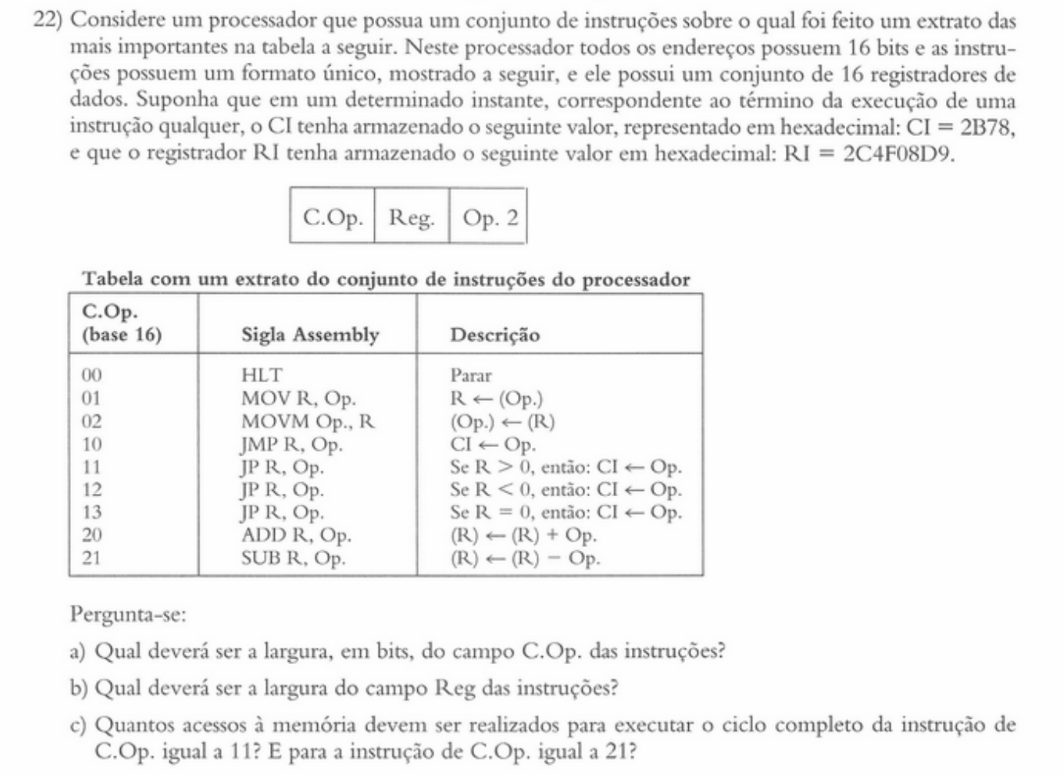 22) Considere um processador que possua um conjunto de instruções sobre o qual foi feito um extrato das
mais importantes na tabela a seguir. Neste processador todos os endereços possuem 16 bits e as instru-
ções possuem um formato único, mostrado a seguir, e ele possui um conjunto de 16 registradores de
dados. Suponha que em um determinado instante, correspondente ao término da execução de uma
instrução qualquer, o CI tenha armazenado o seguinte valor, representado em hexadecimal: CI = 2B78,
e que o registrador RI tenha armazenado o seguinte valor em hexadecimal: RI = 2C4F08D9.
C.Op. Reg. Op. 2
Tabela com um extrato do conjunto de instruções do processador
C.Op.
(base 16) Sigla Assembly Descrição
00 HLT Parar
01 MOV R, Op. R ← (Op.)
02 MOVM Op., R (Op.) ← (R)
10 JMP R, Op. CI ← Op.
11 JP R, Op. Se R > 0, então: CI ← Op.
12 JP R, Op. Se R < 0, então: CI ← Op.
13 JP R, Op. Se R = 0, então: CI ← Op.
20 ADD R, Op. (R) ← (R) + Op.
21 SUB R, Op. (R) ← (R) − Op.
Pergunta-se:
a) Qual deverá ser a largura, em bits, do campo C.Op. das instruções?
b) Qual deverá ser a largura do campo Reg das instruções?
c) Quantos acessos à memória devem ser realizados para executar o ciclo completo da instrução de
C.Op. igual a 11? E para a instrução de C.Op. igual a 21?